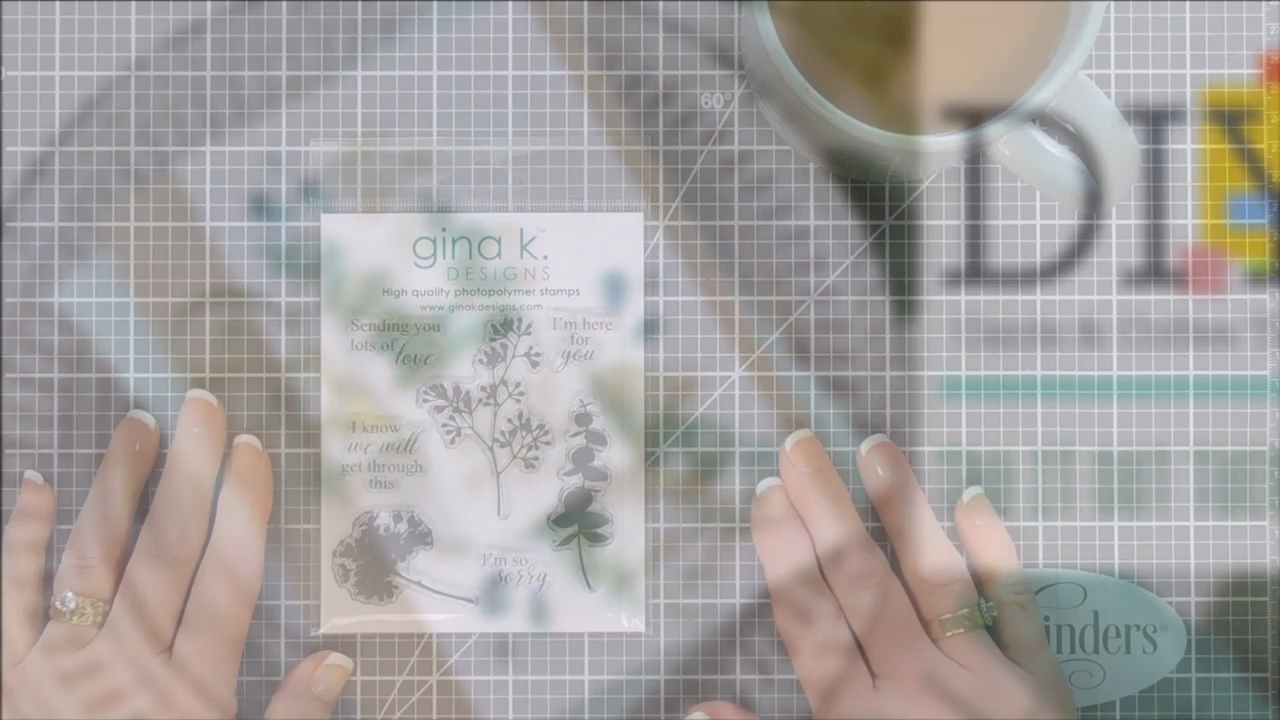 60°
DI
gina k.
DESIGNS
High quality photopolymer stamps
www.ginakdesigns.com
Sending you
lots of love
I'm here
for
you
I know
we will
get through
this
I'm so
sorry
inders®